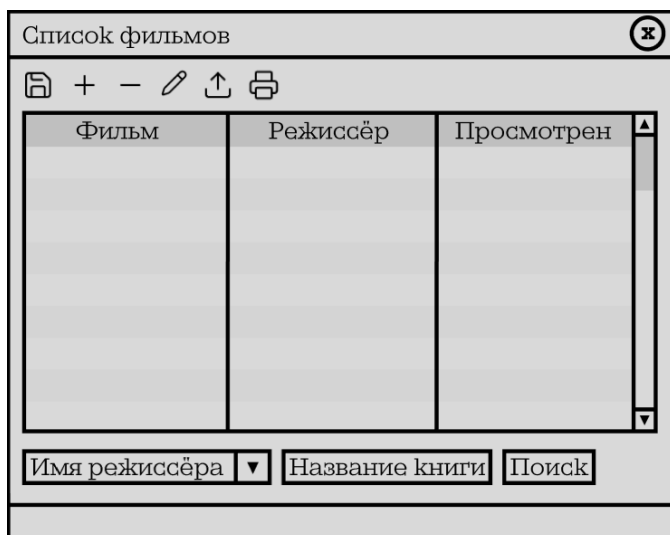 Список фильмов
x
Фильм Режиссёр Просмотрен
Имя режиссёра Название книги Поиск